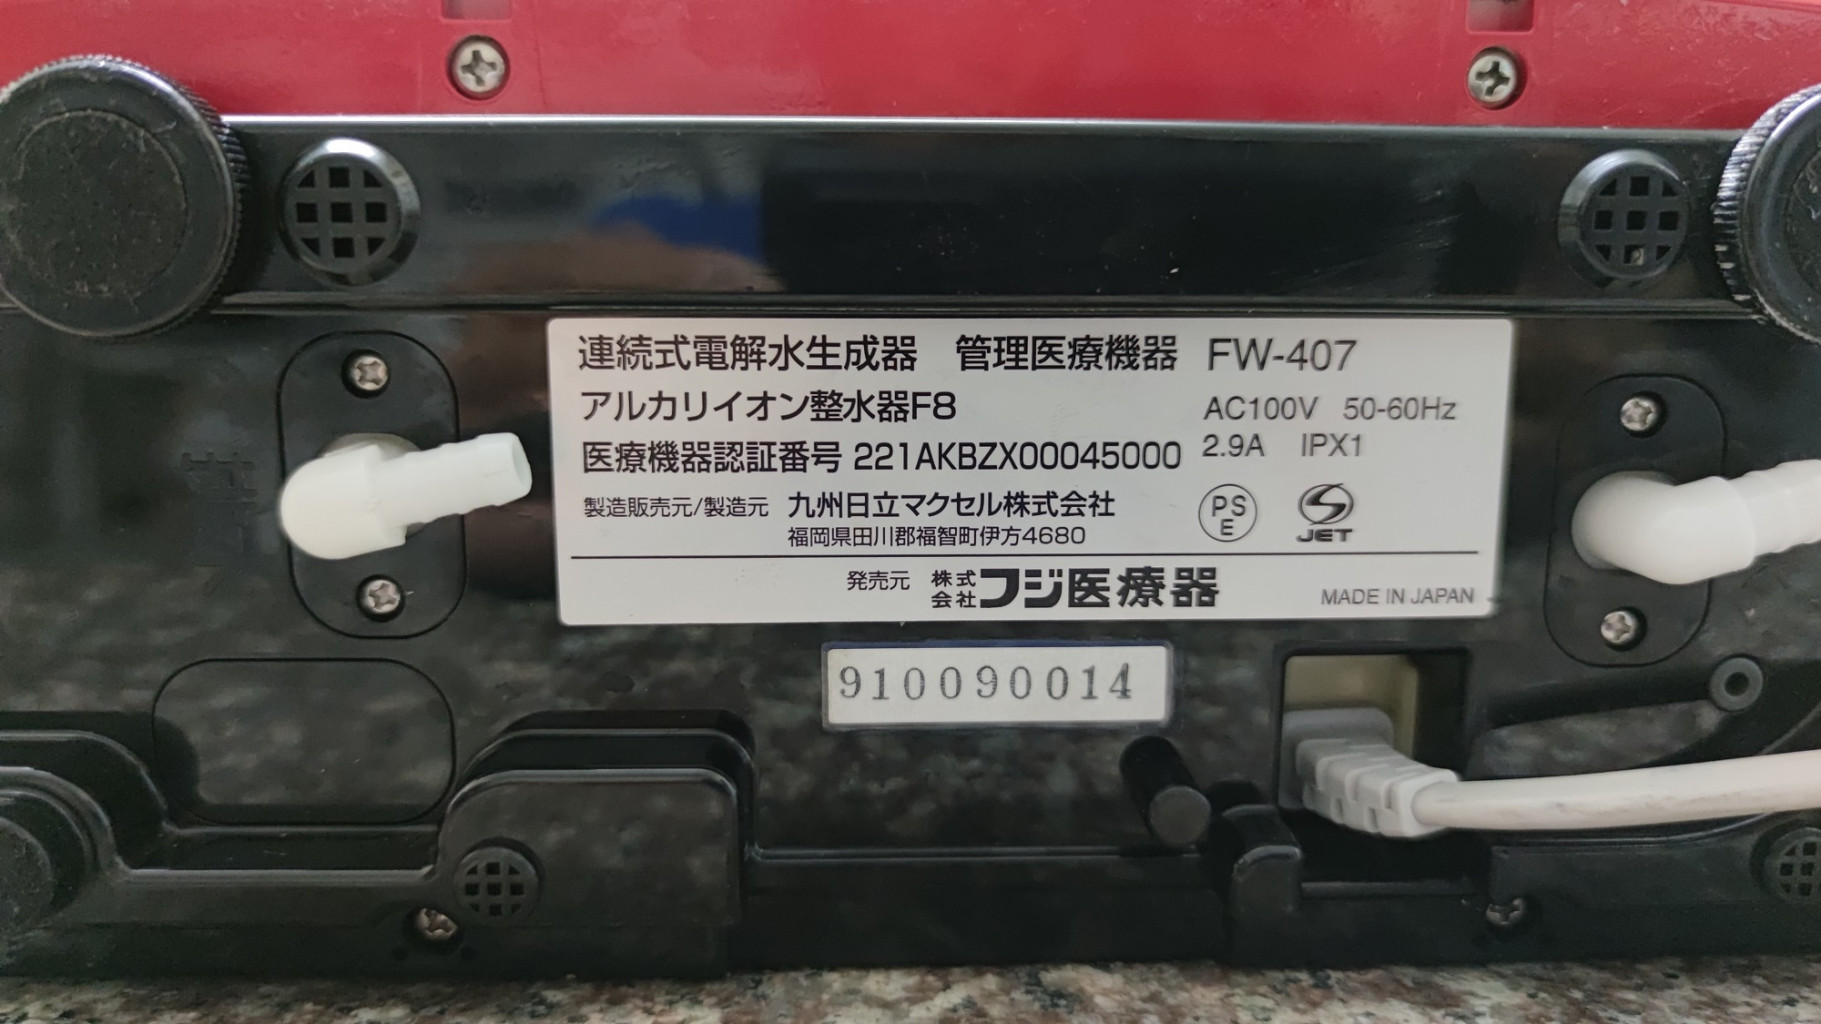 連続式電解水生成器 管理医療機器 FW-407
アルカリイオン整水器F8 AC100V 50-60Hz
医療機器認証番号 221AKBZX00045000 2.9A IPX1
製造販売元/製造元 九州日立マクセル株式会社
福岡県田川郡福智町伊方4680
PS
E
JET
発売元 株式会社フジ医療器
MADE IN JAPAN
910090014